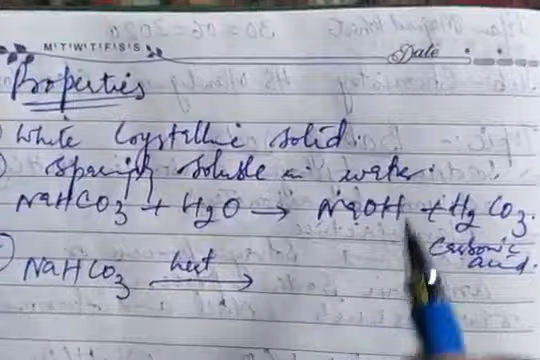 MTWTFSS Date
Properties
White Crystalline solid.
Sparingly soluble in water.
NaHCO3 + H2O → NaOH + H2CO3.
Carbonic acid.
NaHCO3 heat →